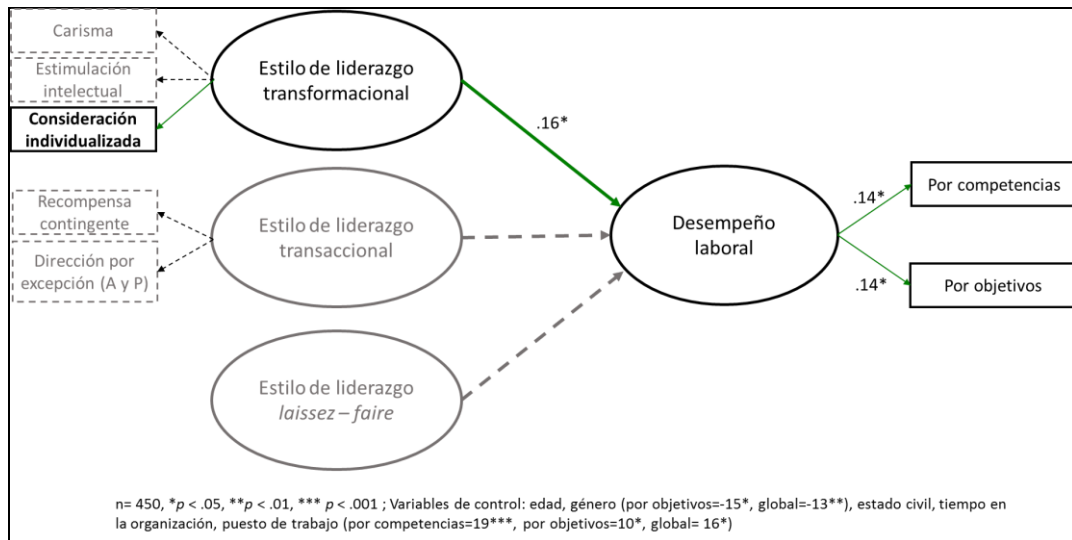 Carisma
Estimulación
intelectual
Consideración
individualizada
Estilo de liderazgo
transformacional
.16*
Recompensa
contingente
Dirección por
excepción (A y P)
Estilo de liderazgo
transaccional
Desempeño
laboral
.14*
Por competencias
.14*
Por objetivos
Estilo de liderazgo
laissez – faire
n= 450, *p < .05, **p < .01, *** p < .001 ; Variables de control: edad, género (por objetivos=-15*, global=-13**), estado civil, tiempo en
la organización, puesto de trabajo (por competencias=19***, por objetivos=10*, global= 16*)